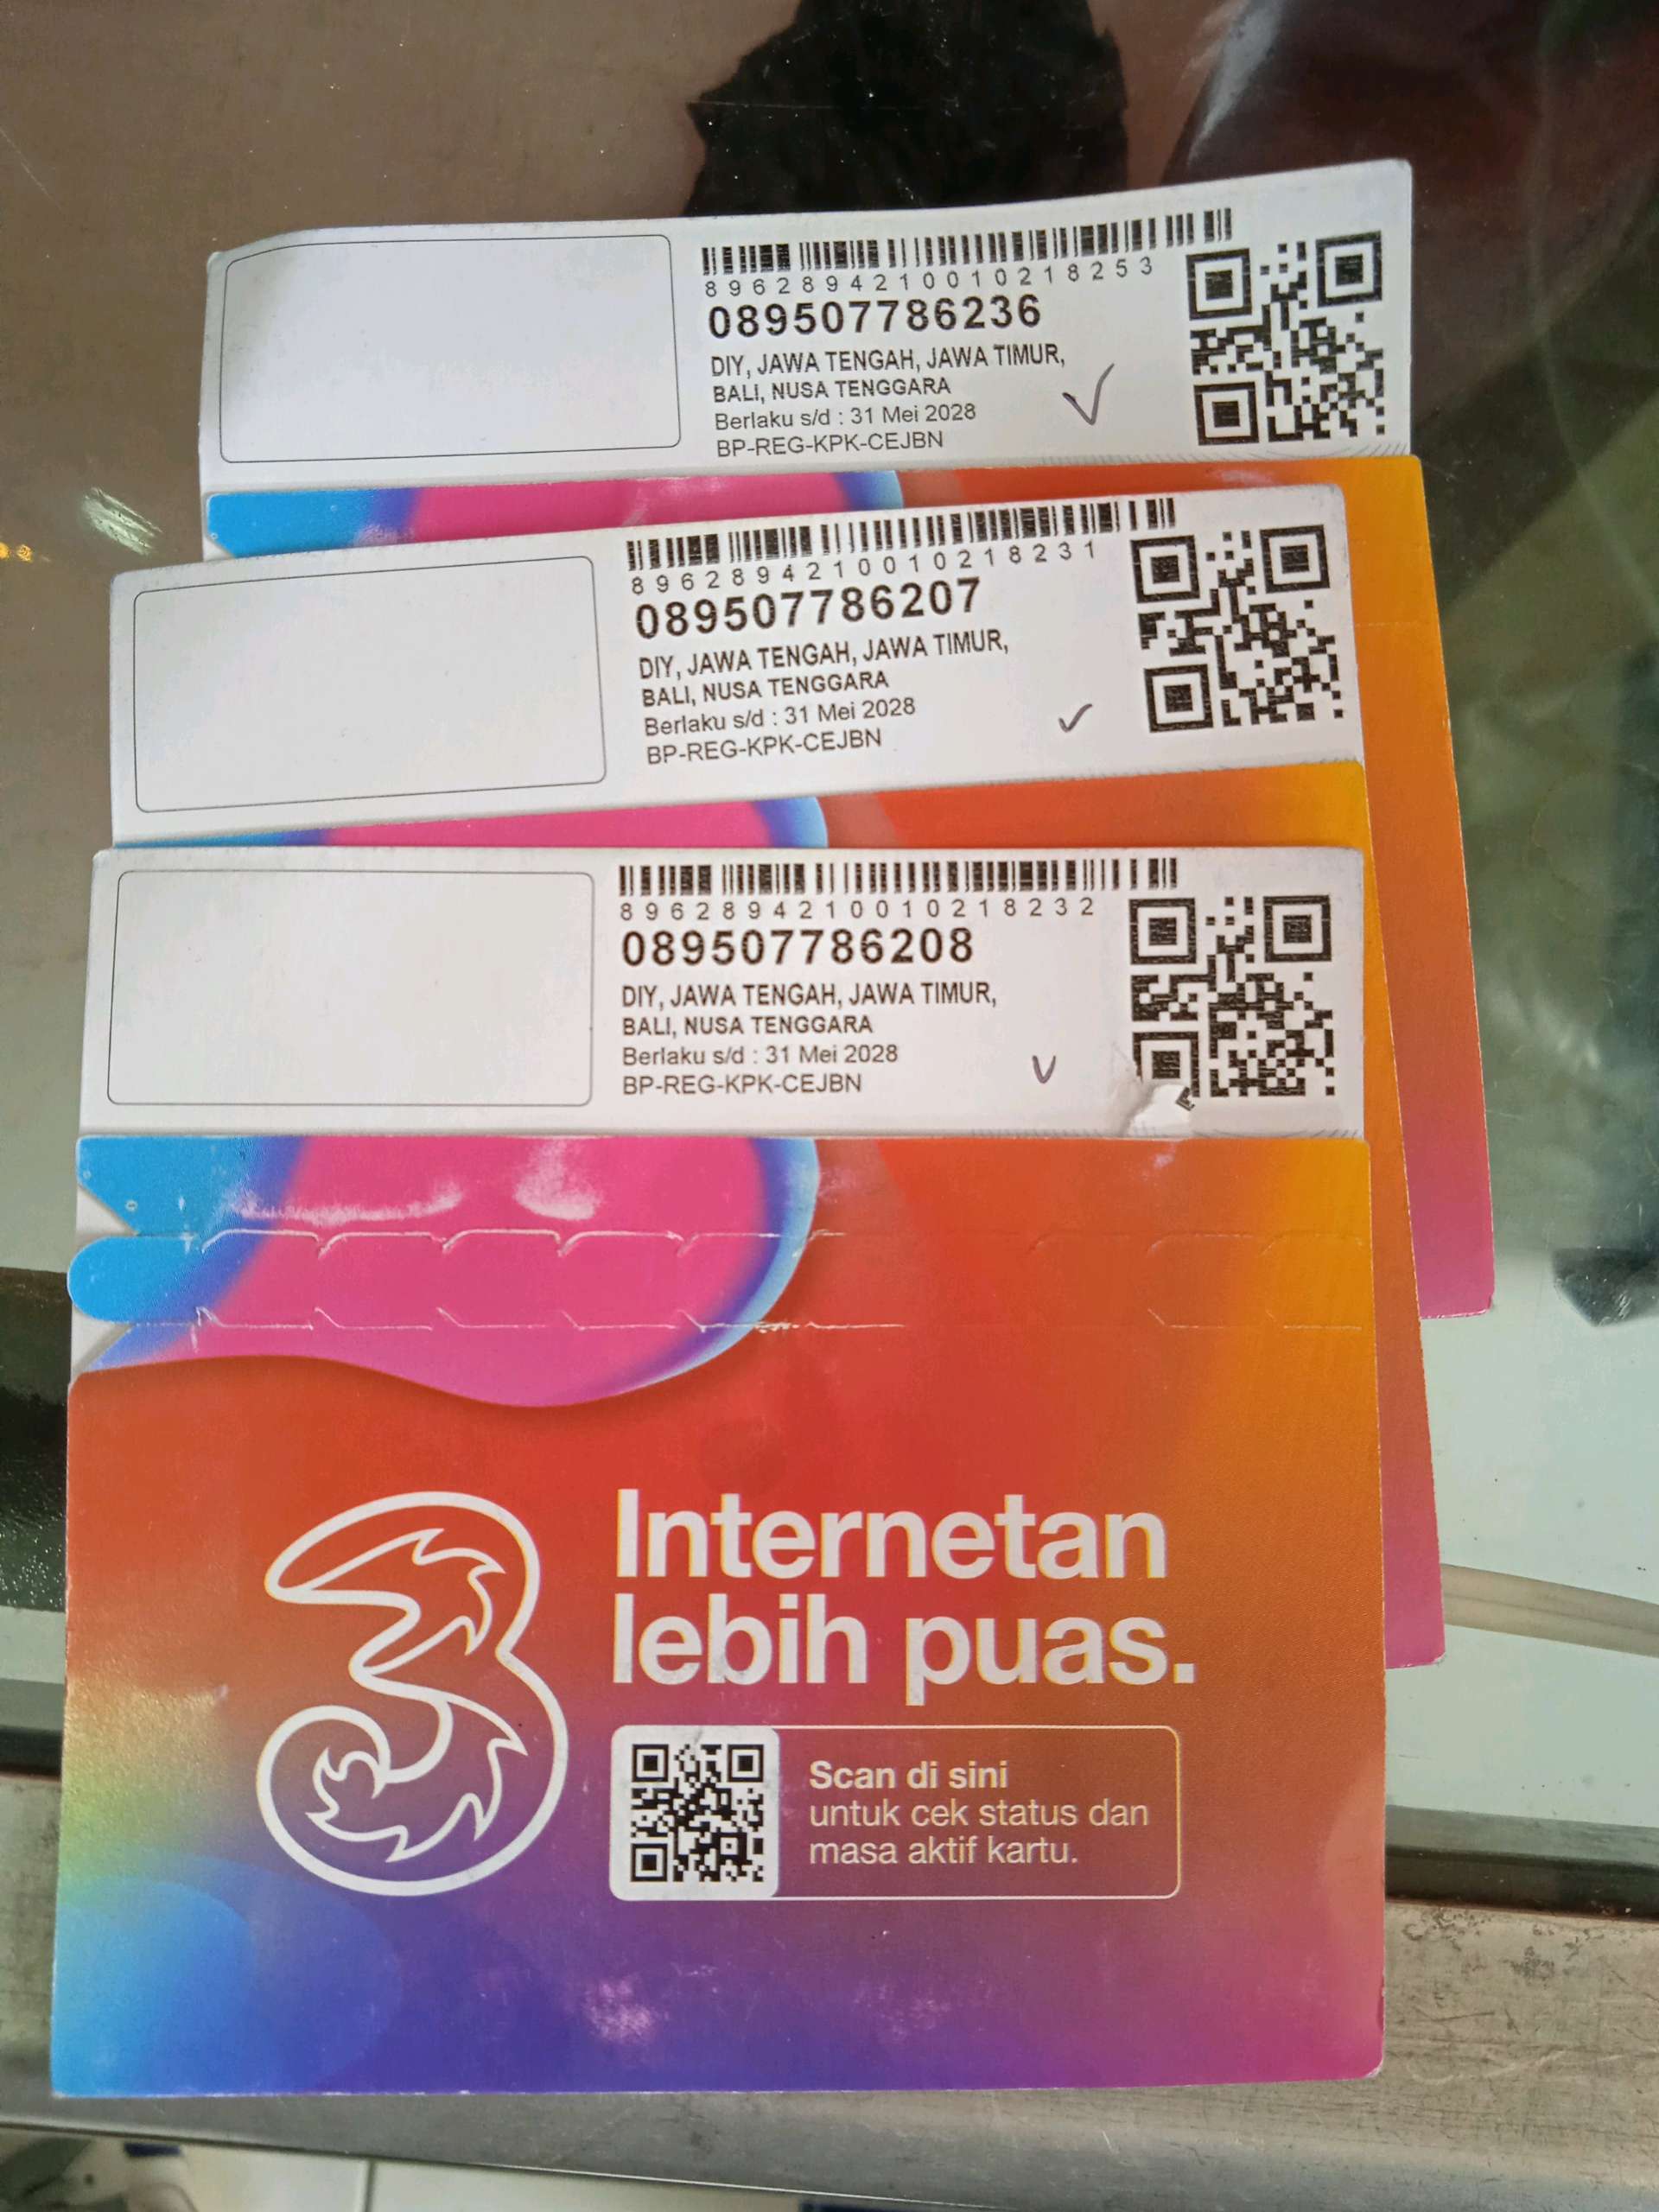 8962894210010218253
089507786236
DIY, JAWA TENGAH, JAWA TIMUR,
BALI, NUSA TENGGARA
Berlaku s/d : 31 Mei 2028
BP-REG-KPK-CEJBN
8962894210010218231
089507786207
DIY, JAWA TENGAH, JAWA TIMUR,
BALI, NUSA TENGGARA
Berlaku s/d : 31 Mei 2028
BP-REG-KPK-CEJBN
8962894210010218232
089507786208
DIY, JAWA TENGAH, JAWA TIMUR,
BALI, NUSA TENGGARA
Berlaku s/d : 31 Mei 2028
BP-REG-KPK-CEJBN
3
Internetan
lebih puas.
Scan di sini
untuk cek status dan
masa aktif kartu.